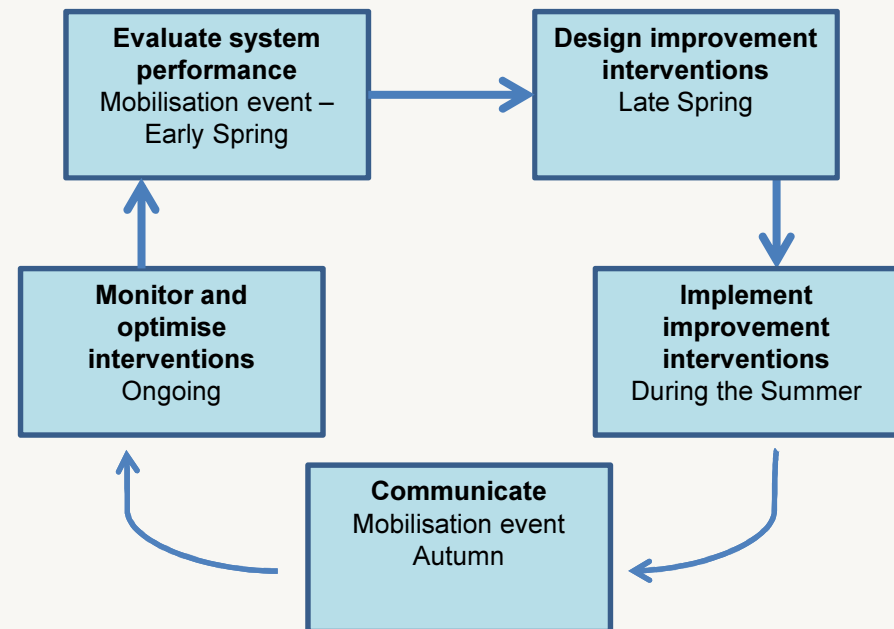 Evaluate system
performance
Mobilisation event –
Early Spring
Design improvement
interventions
Late Spring
Implement
improvement
interventions
During the Summer
Communicate
Mobilisation event
Autumn
Monitor and
optimise
interventions
Ongoing